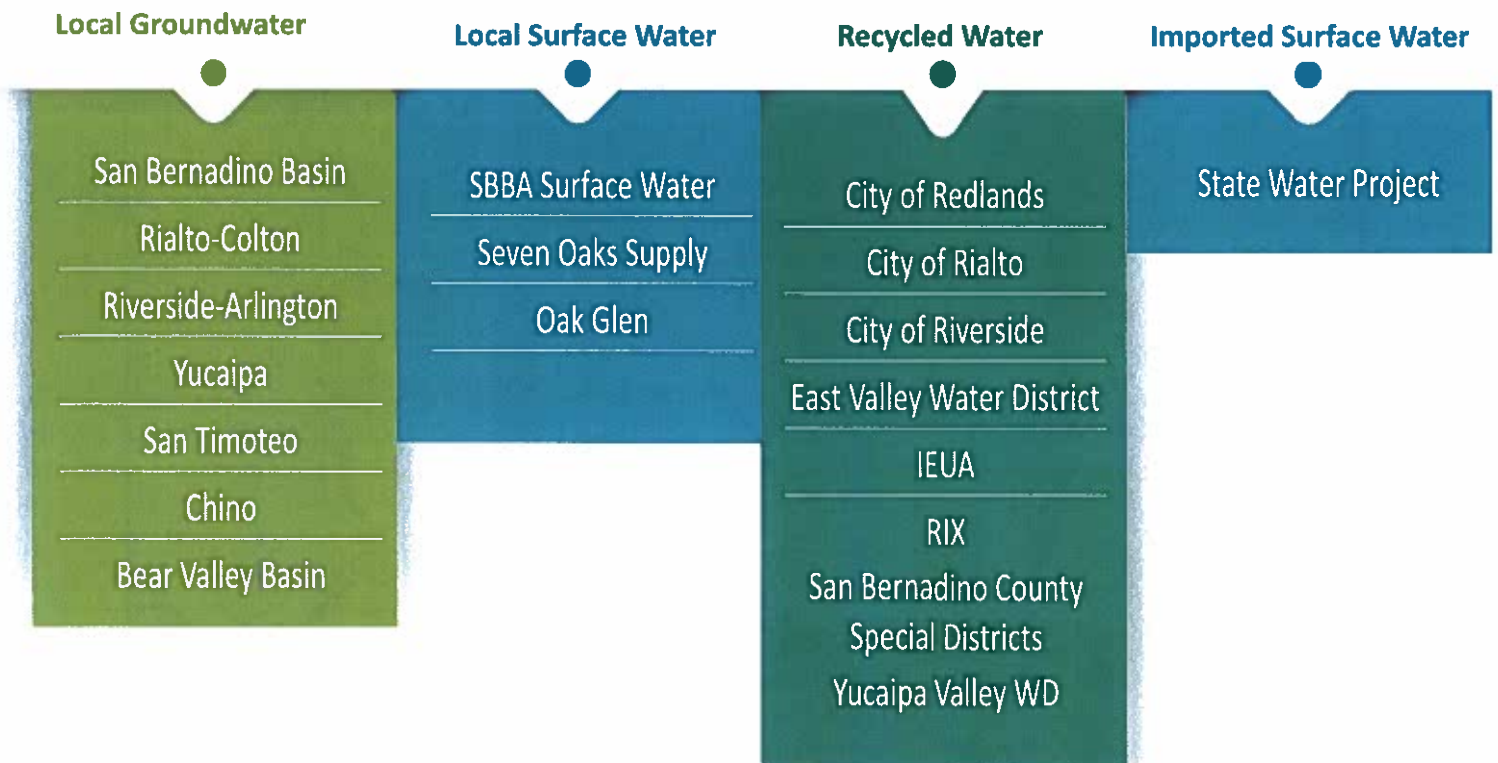 Local Groundwater
San Bernadino Basin
Rialto-Colton
Riverside-Arlington
Yucaipa
San Timoteo
Chino
Bear Valley Basin
Local Surface Water
SBBA Surface Water
Seven Oaks Supply
Oak Glen
Recycled Water
City of Redlands
City of Rialto
City of Riverside
East Valley Water District
IEUA
RIX
San Bernadino County
Special Districts
Yucaipa Valley WD
Imported Surface Water
State Water Project